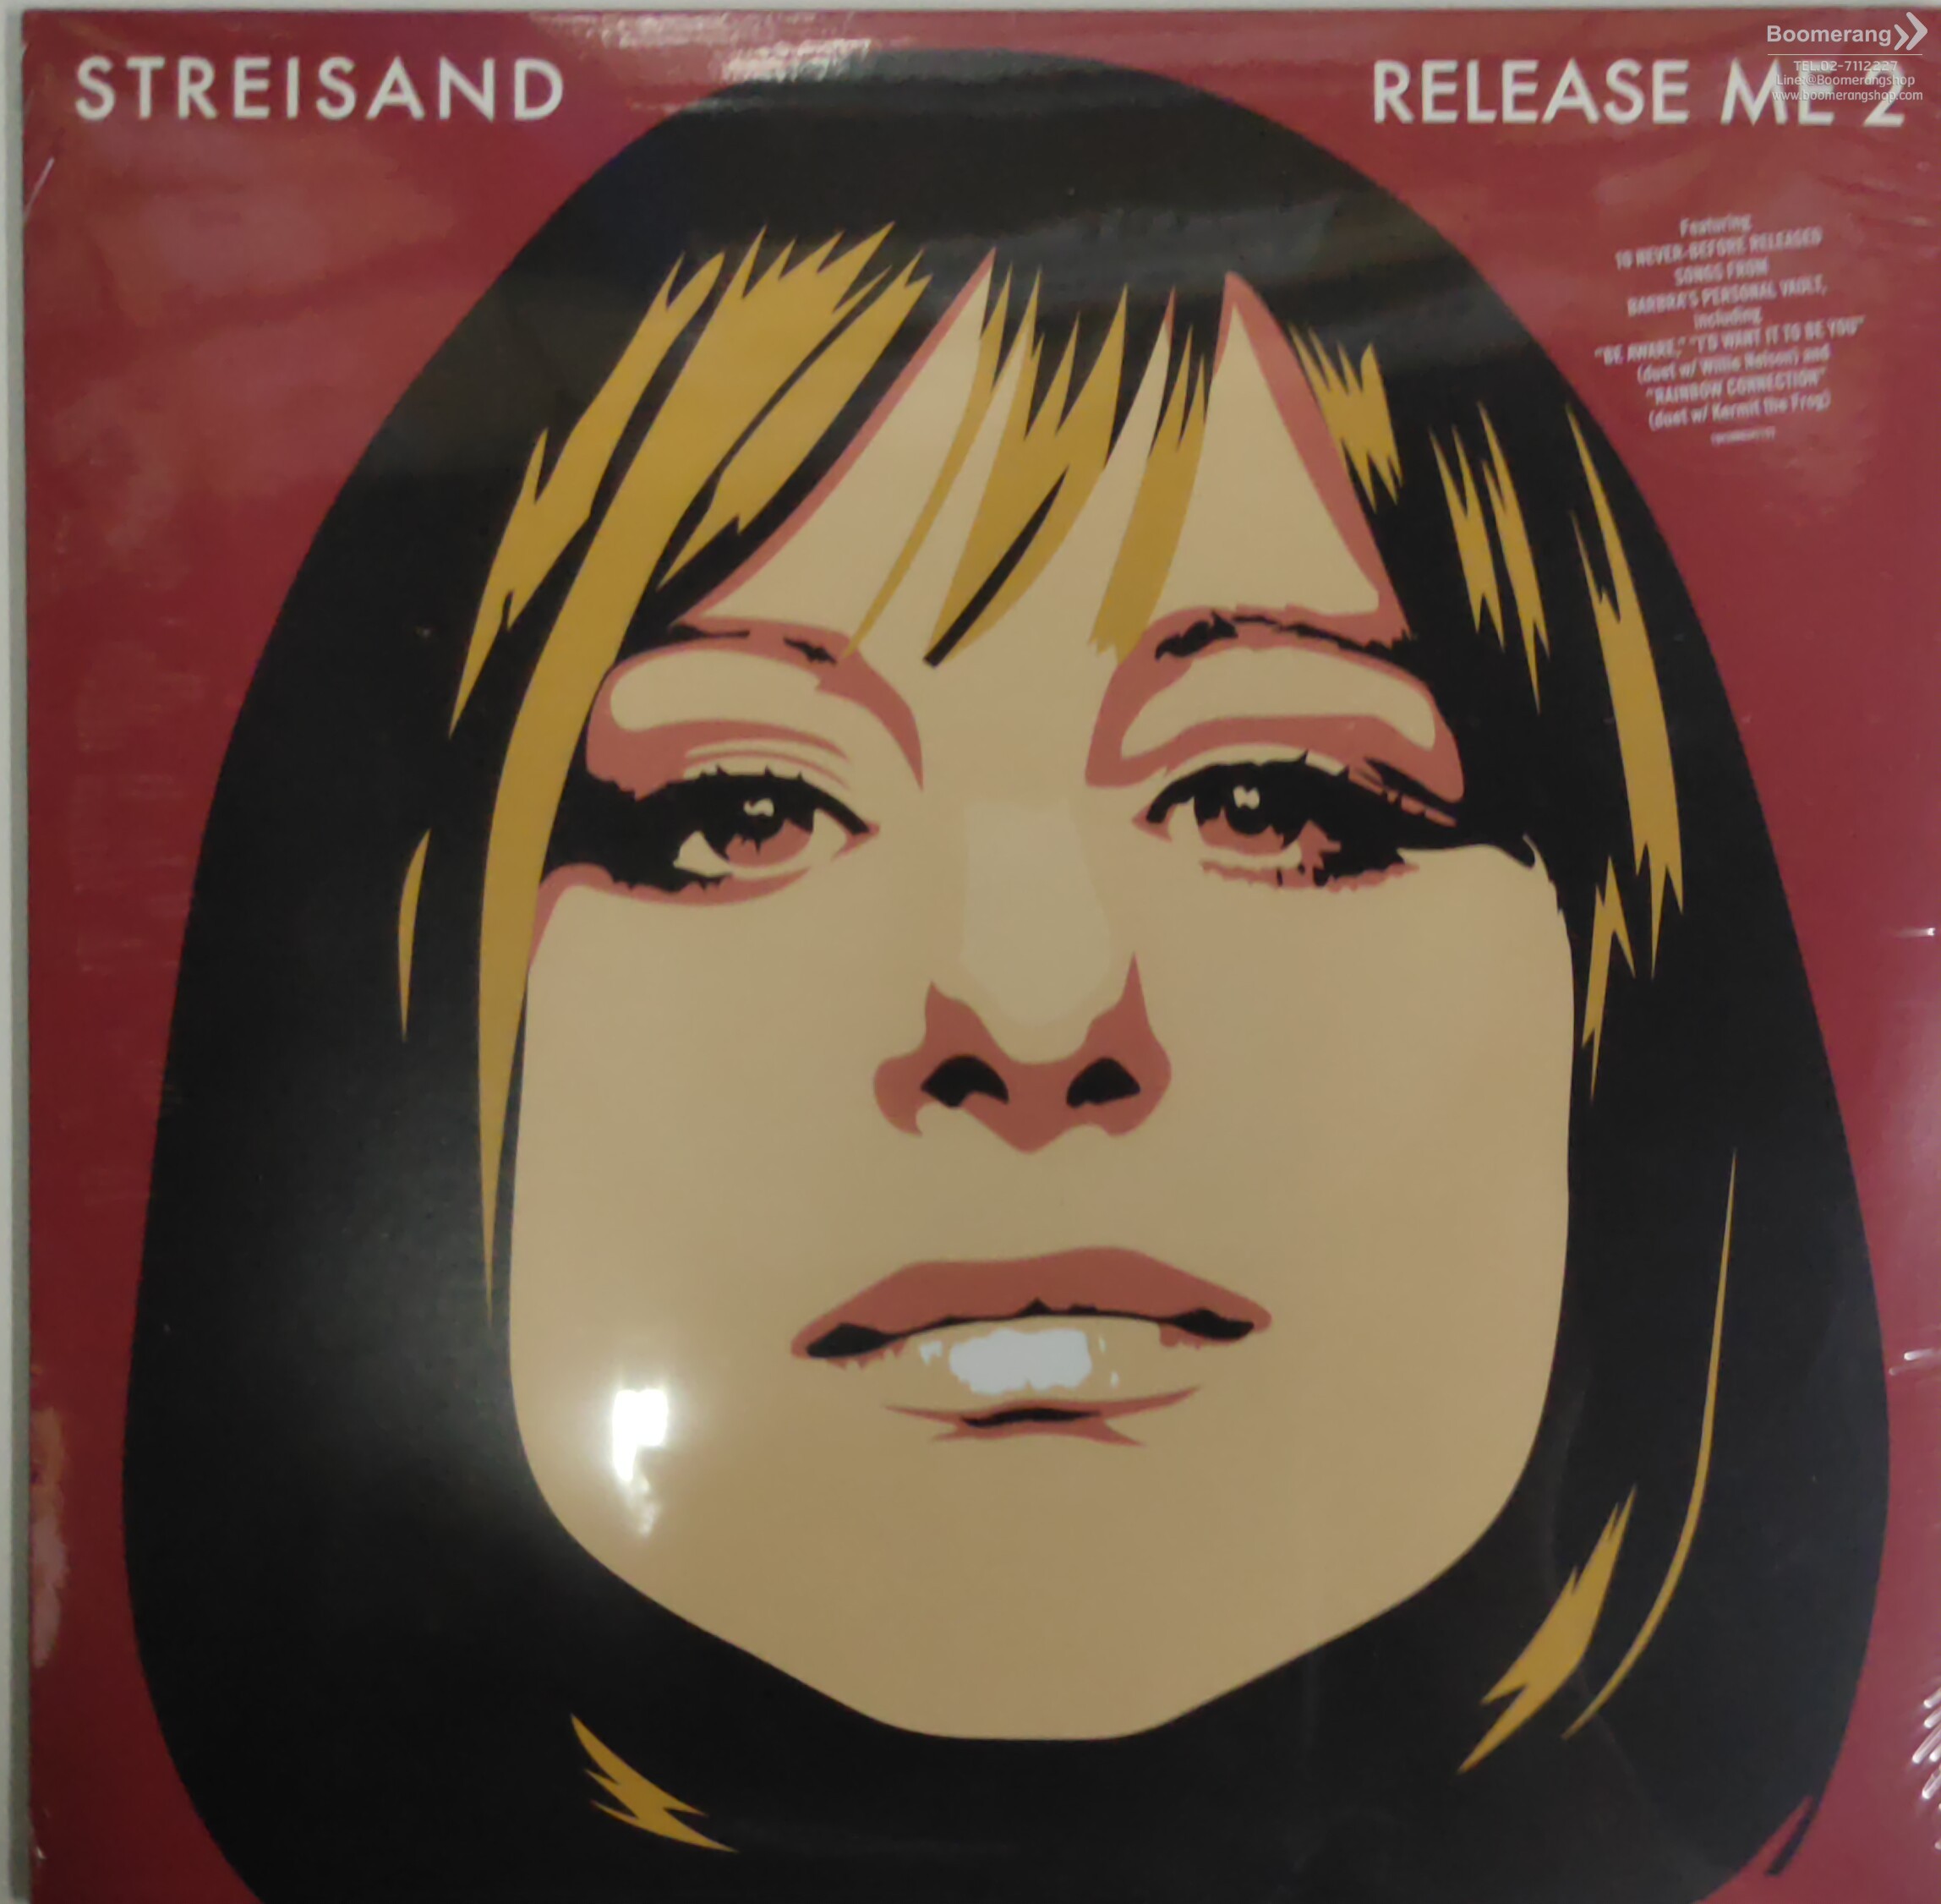 STREISAND
RELEASE ME 2
Boomerang
TEL.02-7112227
Line:@Boomerangshop
www.boomerangshop.com
Featuring
10 NEVER-BEFORE RELEASED
SONGS FROM
BARBRA'S PERSONAL VAULT,
including
"BE AWARE," "I'D WANT IT TO BE YOU"
(duet w/ Willie Nelson) and
"RAINBOW CONNECTION"
(duet w/ Kermit the Frog)